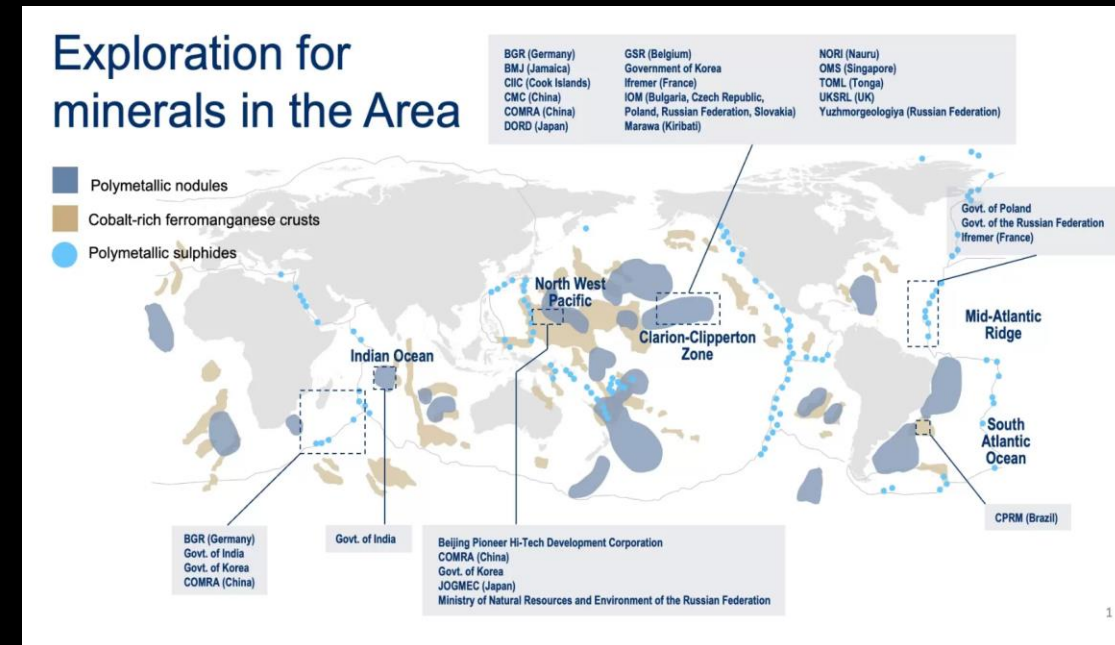 Exploration for
minerals in the Area
Polymetallic nodules
Cobalt-rich ferromanganese crusts
Polymetallic sulphides
BGR (Germany)
BMJ (Jamaica)
CIIC (Cook Islands)
CMC (China)
COMRA (China)
DORD (Japan)
GSR (Belgium)
Government of Korea
Ifremer (France)
IOM (Bulgaria, Czech Republic,
Poland, Russian Federation, Slovakia)
Marawa (Kiribati)
NORI (Nauru)
OMS (Singapore)
TOML (Tonga)
UKSRL (UK)
Yuzhmorgeologiya (Russian Federation)
Govt. of Poland
Govt. of the Russian Federation
Ifremer (France)
North West
Pacific
Clarion-Clipperton
Zone
Mid-Atlantic
Ridge
Indian Ocean
South
Atlantic
Ocean
CPRM (Brazil)
BGR (Germany)
Govt. of India
Govt. of Korea
COMRA (China)
Govt. of India
Beijing Pioneer Hi-Tech Development Corporation
COMRA (China)
Govt. of Korea
JOGMEC (Japan)
Ministry of Natural Resources and Environment of the Russian Federation
1